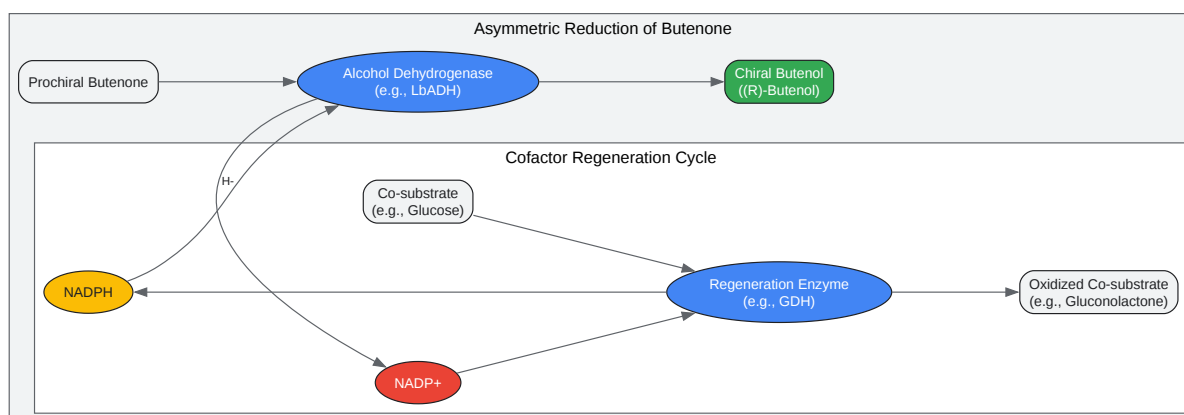 Asymmetric Reduction of Butenone
Prochiral Butenone
Alcohol Dehydrogenase
(e.g., LbADH)
Chiral Butenol
((R)-Butenol)
Cofactor Regeneration Cycle
H-
Co-substrate
(e.g., Glucose)
NADPH
Regeneration Enzyme
(e.g., GDH)
Oxidized Co-substrate
(e.g., Gluconolactone)
NADP+